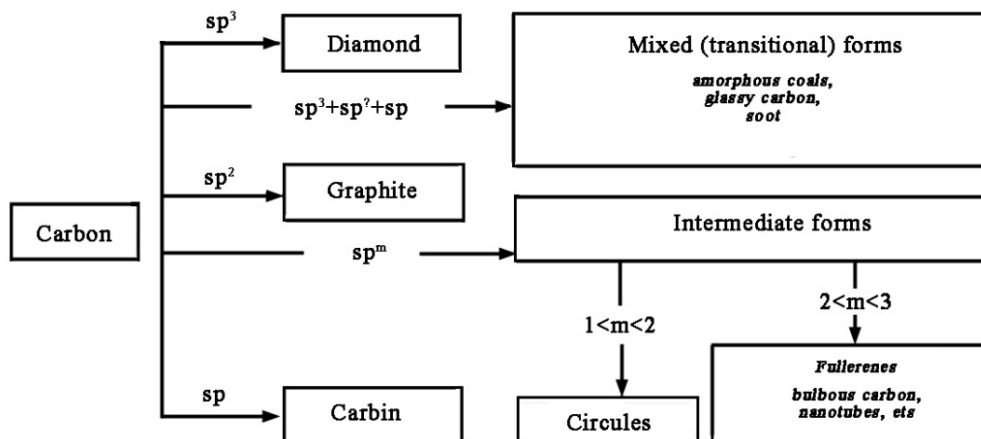 sp³
Diamond
Mixed (transitional) forms
amorphous coals,
glassy carbon,
soot
sp³+sp?+sp
sp²
Graphite
Carbon
Intermediate forms
spᵐ
1<m<2
2<m<3
sp
Carbin
Circules
Fullerenes
bulbous carbon,
nanotubes, ets